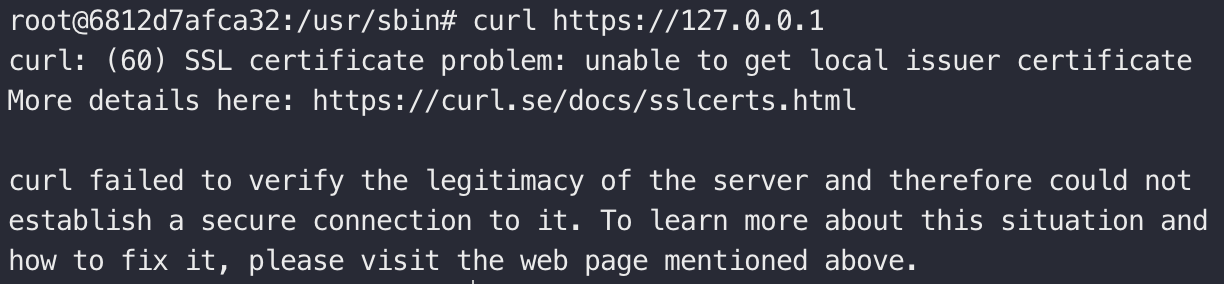 root@6812d7afca32:/usr/sbin# curl https://127.0.0.1
curl: (60) SSL certificate problem: unable to get local issuer certificate
More details here: https://curl.se/docs/sslcerts.html

curl failed to verify the legitimacy of the server and therefore could not
establish a secure connection to it. To learn more about this situation and
how to fix it, please visit the web page mentioned above.